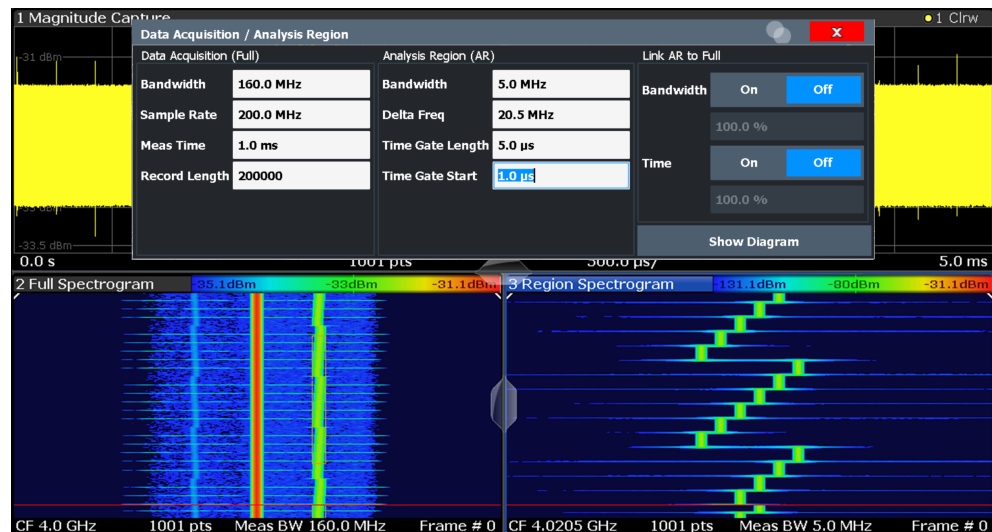 1 Magnitude Capture
1 Clrw
Data Acquisition / Analysis Region
X
Data Acquisition (Full)
Bandwidth 160.0 MHz
Sample Rate 200.0 MHz
Meas Time 1.0 ms
Record Length 200000
Analysis Region (AR)
Bandwidth 5.0 MHz
Delta Freq 20.5 MHz
Time Gate Length 5.0 µs
Time Gate Start 1.0 µs
Link AR to Full
Bandwidth On Off
100.0 %
Time On Off
100.0 %
Show Diagram
-31 dBm
-33.5 dBm
0.0 s 1001 pts 500.0 µs/ 5.0 ms
2 Full Spectrogram -35.1dBm -33dBm -31.1dBm
CF 4.0 GHz 1001 pts Meas BW 160.0 MHz Frame # 0
3 Region Spectrogram -131.1dBm -80dBm -31.1dBm
CF 4.0205 GHz 1001 pts Meas BW 5.0 MHz Frame # 0